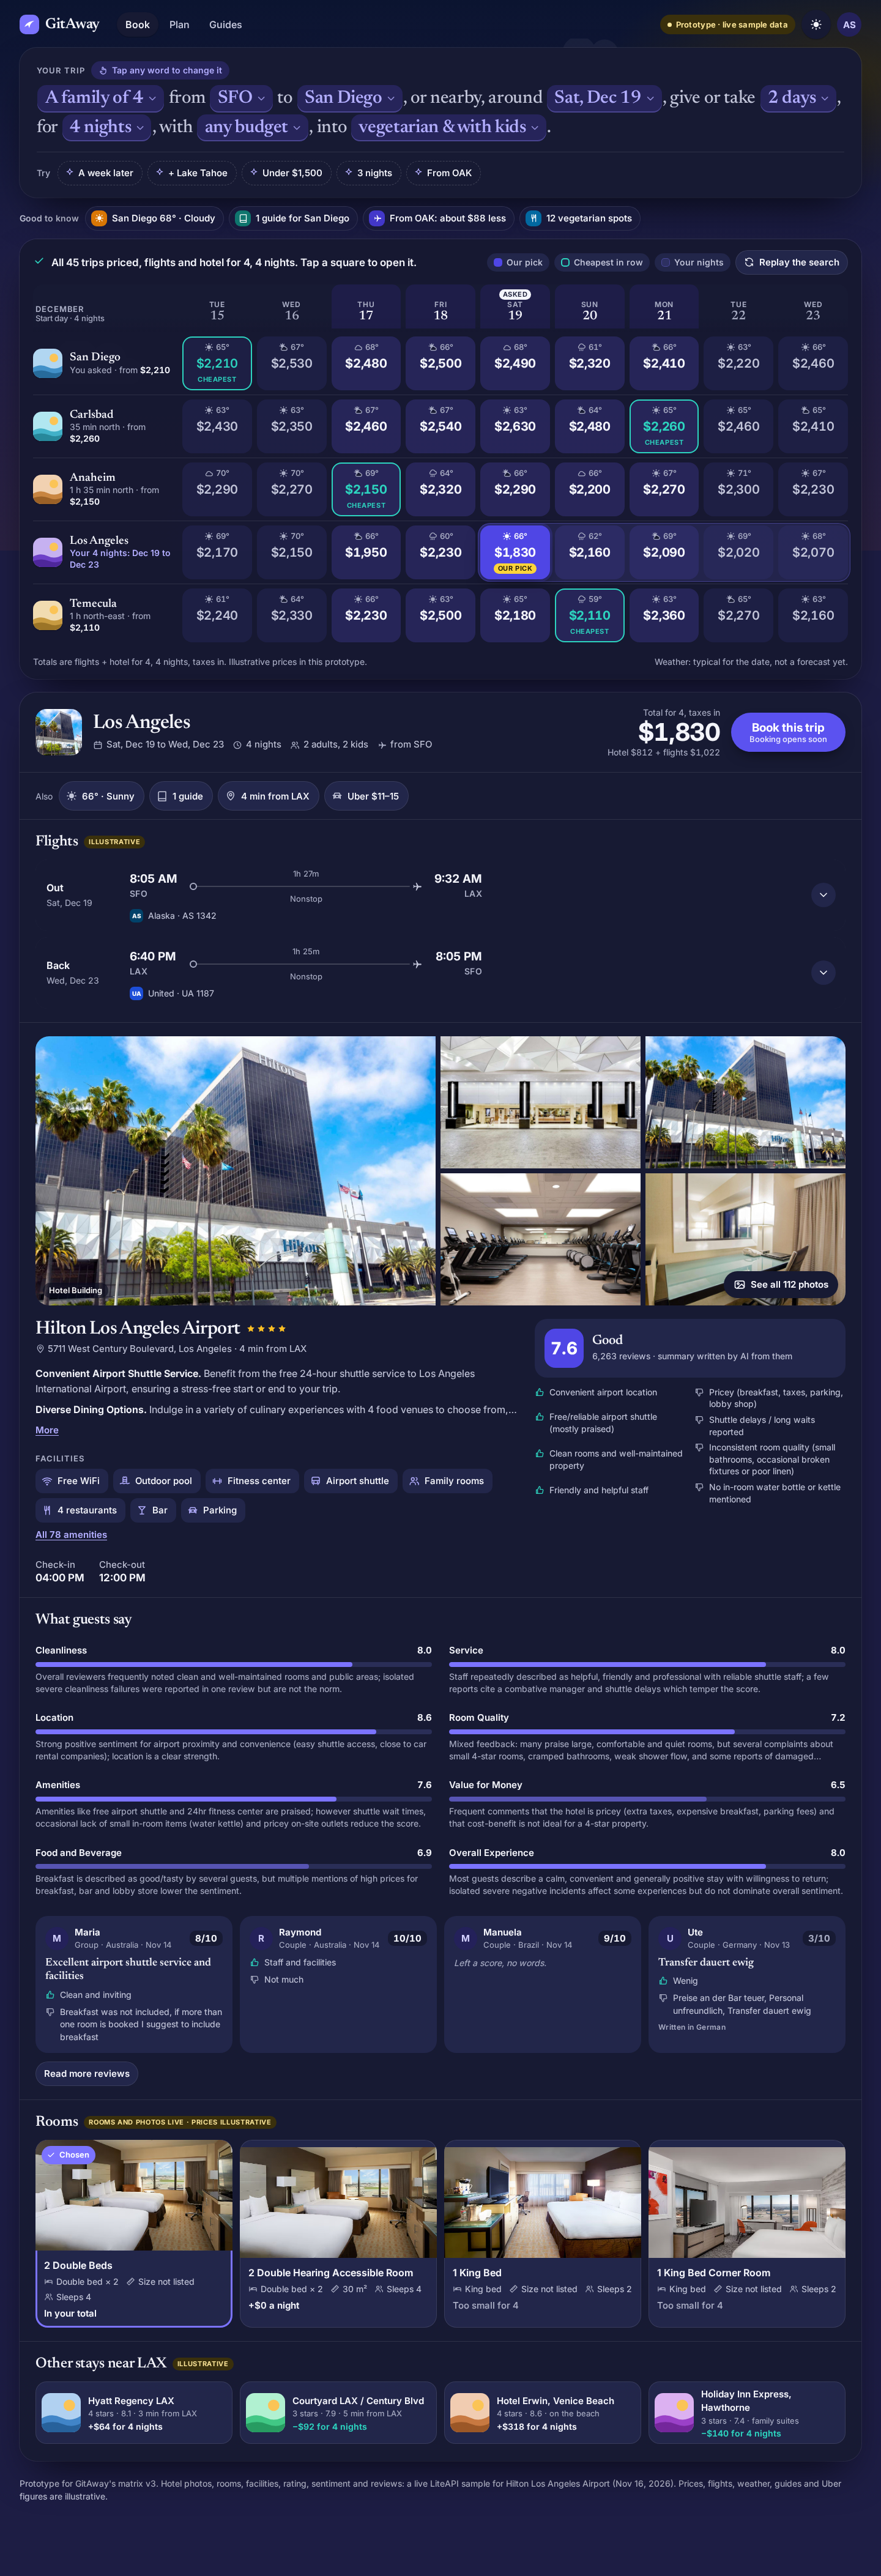 GitAway
Book Plan Guides
Prototype · live sample data
AS
YOUR TRIP Tap any word to change it
A family of 4 from SFO to San Diego, or nearby, around Sat, Dec 19, give or take 2 days,
for 4 nights, with any budget, into vegetarian & with kids.
Try A week later + Lake Tahoe Under $1,500 3 nights From OAK
Good to know San Diego 68° · Cloudy 1 guide for San Diego From OAK: about $88 less 12 vegetarian spots
All 45 trips priced, flights and hotel for 4, 4 nights. Tap a square to open it.
Our pick Cheapest in row Your nights Replay the search
DECEMBER
Start day · 4 nights
ASKED
TUE WED THU FRI SAT SUN MON TUE WED
15 16 17 18 19 20 21 22 23
San Diego
You asked · from $2,210
65° 67° 68° 66° 68° 61° 66° 63° 66°
$2,210 $2,530 $2,480 $2,500 $2,490 $2,320 $2,410 $2,220 $2,460
CHEAPEST
Carlsbad
35 min north · from
$2,260
63° 63° 67° 67° 63° 64° 65° 65° 65°
$2,430 $2,350 $2,460 $2,540 $2,630 $2,480 $2,260 $2,460 $2,410
CHEAPEST
Anaheim
1 h 35 min north · from
$2,150
70° 70° 69° 64° 66° 66° 67° 71° 67°
$2,290 $2,270 $2,150 $2,320 $2,290 $2,200 $2,270 $2,300 $2,230
CHEAPEST
Los Angeles
Your 4 nights: Dec 19 to
Dec 23
69° 70° 66° 60° 66° 62° 69° 69° 68°
$2,170 $2,150 $1,950 $2,230 $1,830 $2,160 $2,090 $2,020 $2,070
OUR PICK
Temecula
1 h north-east · from
$2,110
61° 64° 66° 63° 65° 59° 63° 65° 63°
$2,240 $2,330 $2,230 $2,500 $2,180 $2,110 $2,360 $2,270 $2,160
CHEAPEST
Totals are flights + hotel for 4, 4 nights, taxes in. Illustrative prices in this prototype.
Weather: typical for the date, not a forecast yet.
Los Angeles
Sat, Dec 19 to Wed, Dec 23 4 nights 2 adults, 2 kids from SFO
Total for 4, taxes in
$1,830
Hotel $812 + flights $1,022
Book this trip
Booking opens soon
Also 66° · Sunny 1 guide 4 min from LAX Uber $11–15
Flights ILLUSTRATIVE
Out
Sat, Dec 19
8:05 AM
SFO
1h 27m
Nonstop
9:32 AM
LAX
AS Alaska · AS 1342
Back
Wed, Dec 23
6:40 PM
LAX
1h 25m
Nonstop
8:05 PM
SFO
UA United · UA 1187
Hilton
Hilton
Hilton
Hotel Building
See all 112 photos
Hilton Los Angeles Airport
5711 West Century Boulevard, Los Angeles · 4 min from LAX
Convenient Airport Shuttle Service. Benefit from the free 24-hour shuttle service to Los Angeles
International Airport, ensuring a stress-free start or end to your trip.
Diverse Dining Options. Indulge in a variety of culinary experiences with 4 food venues to choose from,...
More
FACILITIES
Free WiFi Outdoor pool Fitness center Airport shuttle Family rooms
4 restaurants Bar Parking
All 78 amenities
Check-in Check-out
04:00 PM 12:00 PM
7.6
Good
6,263 reviews · summary written by AI from them
Convenient airport location
Free/reliable airport shuttle
(mostly praised)
Clean rooms and well-maintained
property
Friendly and helpful staff
Pricey (breakfast, taxes, parking,
lobby shop)
Shuttle delays / long waits
reported
Inconsistent room quality (small
bathrooms, occasional broken
fixtures or poor linen)
No in-room water bottle or kettle
mentioned
What guests say
Cleanliness 8.0
Overall reviewers frequently noted clean and well-maintained rooms and public areas; isolated
severe cleanliness failures were reported in one review but are not the norm.
Service 8.0
Staff repeatedly described as helpful, friendly and professional with reliable shuttle staff; a few
reports cite a combative manager and shuttle delays which temper the score.
Location 8.6
Strong positive sentiment for airport proximity and convenience (easy shuttle access, close to car
rental companies); location is a clear strength.
Room Quality 7.2
Mixed feedback: many praise large, comfortable and quiet rooms, but several complaints about
small 4-star rooms, cramped bathrooms, weak shower flow, and some reports of damaged...
Amenities 7.6
Amenities like free airport shuttle and 24hr fitness center are praised; however shuttle wait times,
occasional lack of small in-room items (water kettle) and pricey on-site outlets reduce the score.
Value for Money 6.5
Frequent comments that the hotel is pricey (extra taxes, expensive breakfast, parking fees) and
that cost-benefit is not ideal for a 4-star property.
Food and Beverage 6.9
Breakfast is described as good/tasty by several guests, but multiple mentions of high prices for
breakfast, bar and lobby store lower the sentiment.
Overall Experience 8.0
Most guests describe a calm, convenient and generally positive stay with willingness to return;
isolated severe negative incidents affect some experiences but do not dominate overall sentiment.
M Maria 8/10
Group · Australia · Nov 14
Excellent airport shuttle service and
facilities
Clean and inviting
Breakfast was not included, if more than
one room is booked I suggest to include
breakfast
R Raymond 10/10
Couple · Australia · Nov 14
Staff and facilities
Not much
M Manuela 9/10
Couple · Brazil · Nov 14
Left a score, no words.
U Ute 3/10
Couple · Germany · Nov 13
Transfer dauert ewig
Wenig
Preise an der Bar teuer, Personal
unfreundlich, Transfer dauert ewig
Written in German
Read more reviews
Rooms ROOMS AND PHOTOS LIVE · PRICES ILLUSTRATIVE
Chosen
2 Double Beds
Double bed × 2 Size not listed
Sleeps 4
In your total
2 Double Hearing Accessible Room
Double bed × 2 30 m² Sleeps 4
+$0 a night
1 King Bed
King bed Size not listed Sleeps 2
Too small for 4
1 King Bed Corner Room
King bed Size not listed Sleeps 2
Too small for 4
Other stays near LAX ILLUSTRATIVE
Hyatt Regency LAX
4 stars · 8.1 · 3 min from LAX
+$64 for 4 nights
Courtyard LAX / Century Blvd
3 stars · 7.9 · 5 min from LAX
−$92 for 4 nights
Hotel Erwin, Venice Beach
4 stars · 8.6 · on the beach
+$318 for 4 nights
Holiday Inn Express,
Hawthorne
3 stars · 7.4 · family suites
−$140 for 4 nights
Prototype for GitAway's matrix v3. Hotel photos, rooms, facilities, rating, sentiment and reviews: a live LiteAPI sample for Hilton Los Angeles Airport (Nov 16, 2026). Prices, flights, weather, guides and Uber
figures are illustrative.